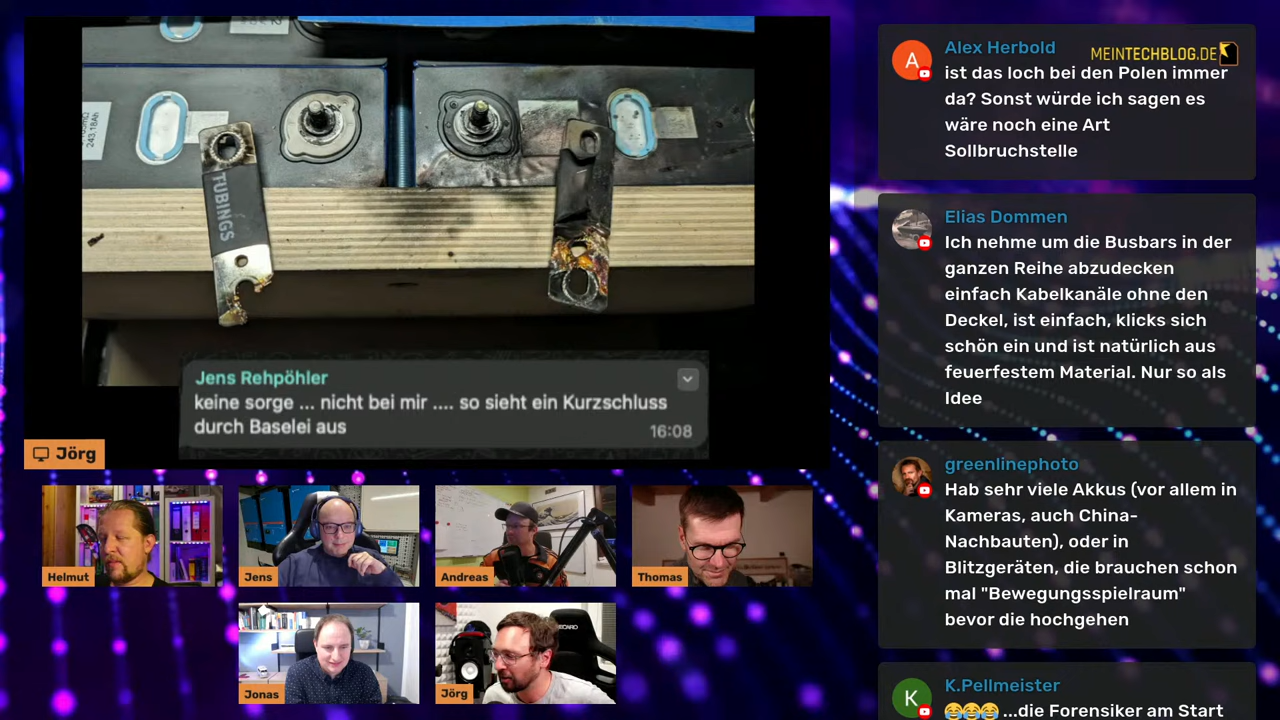 243,18Ah
TUBINGS
Jens Rehpöhler
keine sorge ... nicht bei mir .... so sieht ein Kurzschluss
durch Baselei aus
16:08
Jörg
Helmut
Jens
Andreas
Thomas
Jonas
Jörg
MEINTECHBLOG.DE
Alex Herbold
ist das loch bei den Polen immer
da? Sonst würde ich sagen es
wäre noch eine Art
Sollbruchstelle
Elias Dommen
Ich nehme um die Busbars in der
ganzen Reihe abzudecken
einfach Kabelkanäle ohne den
Deckel, ist einfach, klicks sich
schön ein und ist natürlich aus
feuerfestem Material. Nur so als
Idee
greenlinephoto
Hab sehr viele Akkus (vor allem in
Kameras, auch China-
Nachbauten), oder in
Blitzgeräten, die brauchen schon
mal "Bewegungsspielraum"
bevor die hochgehen
K.Pellmeister
😂😂😂 ...die Forensiker am Start